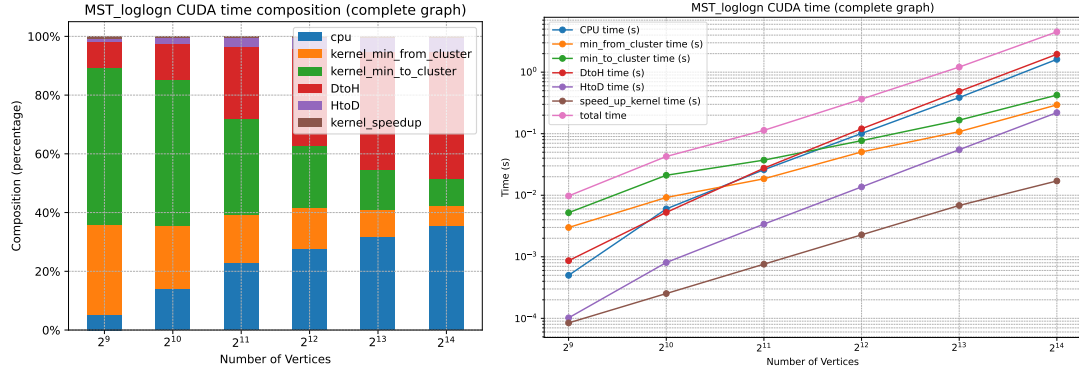 MST_loglogn CUDA time composition (complete graph)
100%
80%
60%
40%
20%
0%
Composition (percentage)
cpu
kernel_min_from_cluster
kernel_min_to_cluster
DtoH
HtoD
kernel_speedup
2^9 2^10 2^11 2^12 2^13 2^14
Number of Vertices
MST_loglogn CUDA time (complete graph)
CPU time (s)
min_from_cluster time (s)
min_to_cluster time (s)
DtoH time (s)
HtoD time (s)
speed_up_kernel time (s)
total time
10^0
10^−1
10^−2
10^−3
10^−4
Time (s)
2^9 2^10 2^11 2^12 2^13 2^14
Number of Vertices